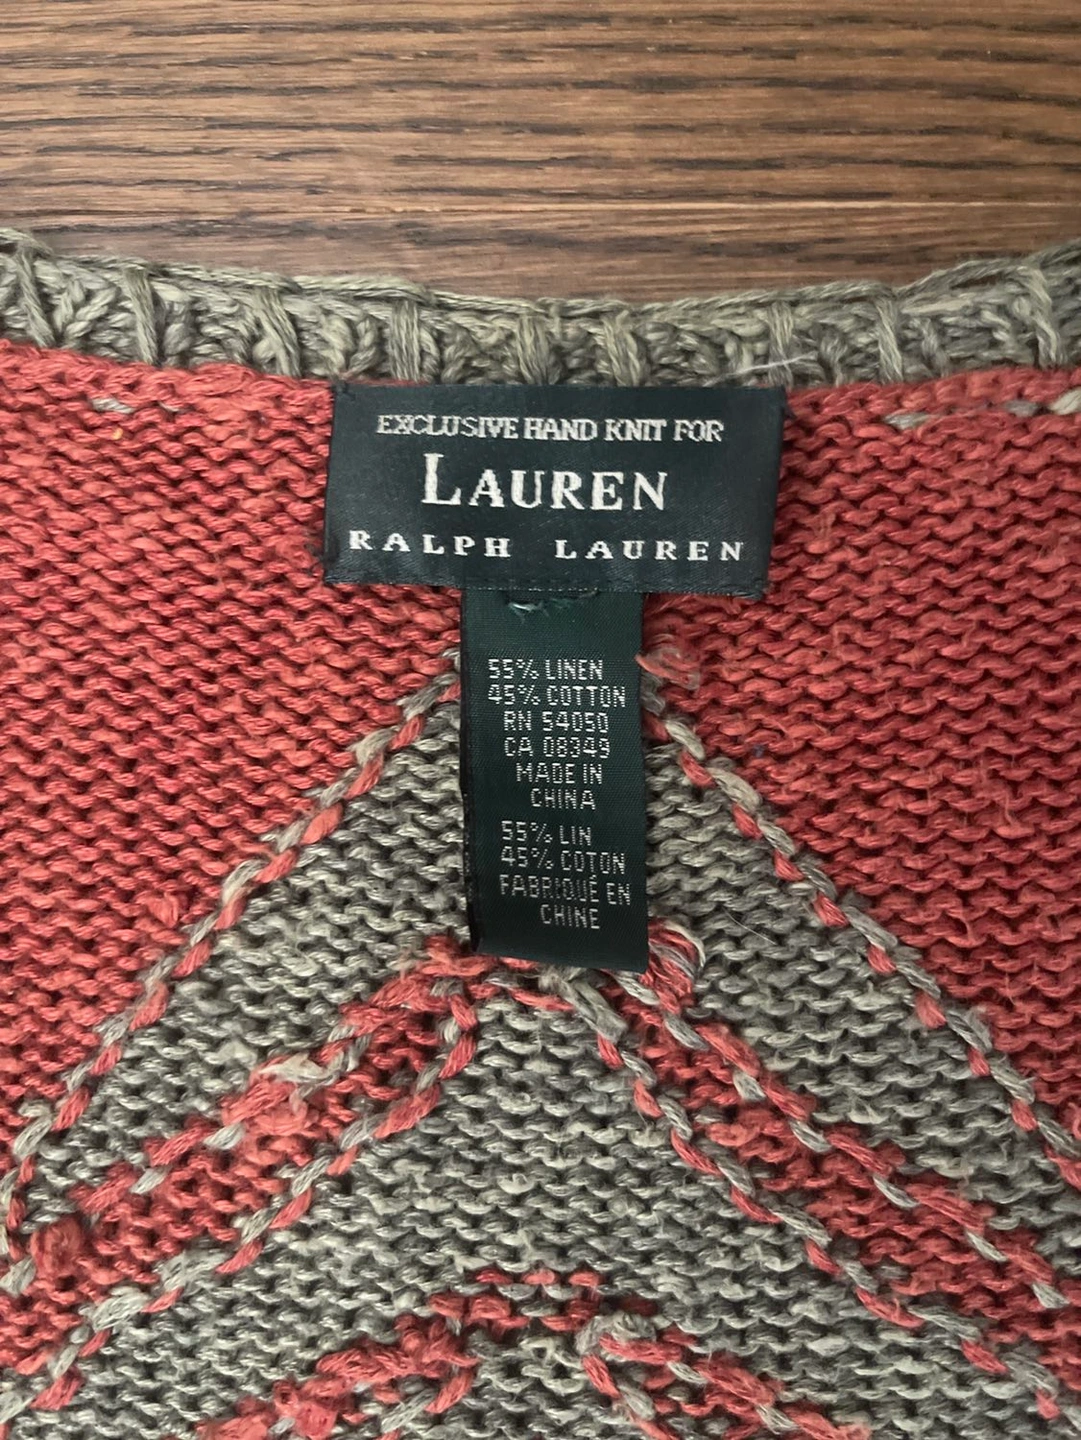 EXCLUSIVE HAND KNIT FOR
LAUREN
RALPH LAUREN
55% LINEN
45% COTTON
RN 54050
CA 08349
MADE IN
CHINA
55% LIN
45% COTON
FABRIQUÉ EN
CHINE